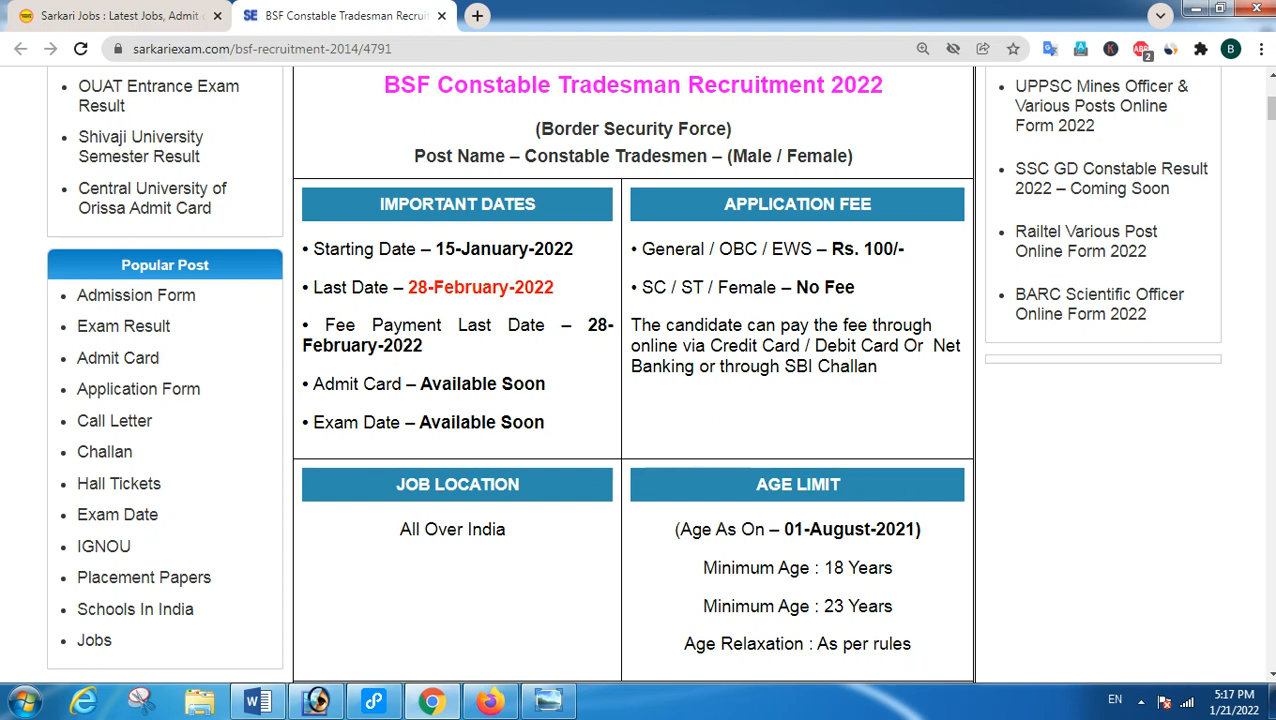 Sarkari Jobs : Latest Jobs, Admit c
BSF Constable Tradesman Recrui
sarkariexam.com/bsf-recruitment-2014/4791
2
B
OUAT Entrance Exam
Result
Shivaji University
Semester Result
Central University of
Orissa Admit Card
Popular Post
Admission Form
Exam Result
Admit Card
Application Form
Call Letter
Challan
Hall Tickets
Exam Date
IGNOU
Placement Papers
Schools In India
Jobs
BSF Constable Tradesman Recruitment 2022
(Border Security Force)
Post Name – Constable Tradesmen – (Male / Female)
IMPORTANT DATES
• Starting Date – 15-January-2022
• Last Date – 28-February-2022
• Fee Payment Last Date – 28-
February-2022
• Admit Card – Available Soon
• Exam Date – Available Soon
APPLICATION FEE
• General / OBC / EWS – Rs. 100/-
• SC / ST / Female – No Fee
The candidate can pay the fee through
online via Credit Card / Debit Card Or Net
Banking or through SBI Challan
JOB LOCATION
All Over India
AGE LIMIT
(Age As On – 01-August-2021)
Minimum Age : 18 Years
Minimum Age : 23 Years
Age Relaxation : As per rules
UPPSC Mines Officer &
Various Posts Online
Form 2022
SSC GD Constable Result
2022 – Coming Soon
Railtel Various Post
Online Form 2022
BARC Scientific Officer
Online Form 2022
EN
5:17 PM
1/21/2022